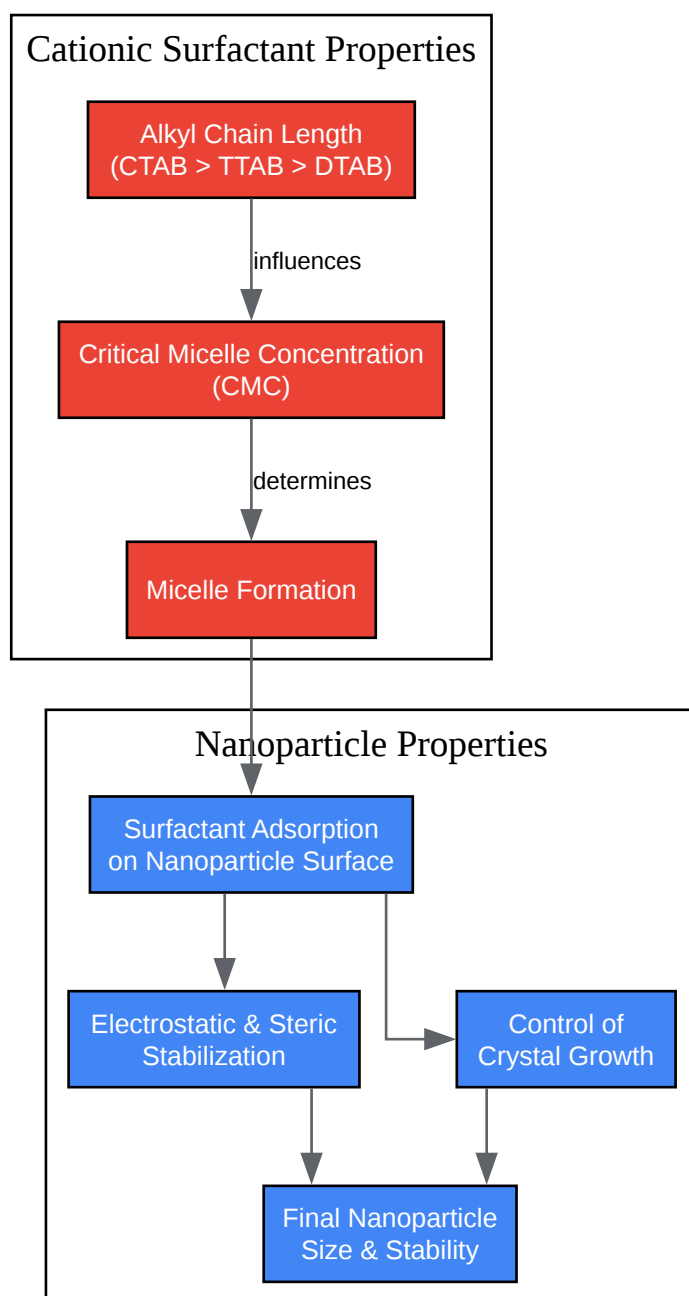 Cationic Surfactant Properties
Alkyl Chain Length
(CTAB > TTAB > DTAB)
influences
Critical Micelle Concentration
(CMC)
determines
Micelle Formation
Nanoparticle Properties
Surfactant Adsorption
on Nanoparticle Surface
Electrostatic & Steric
Stabilization
Control of
Crystal Growth
Final Nanoparticle
Size & Stability